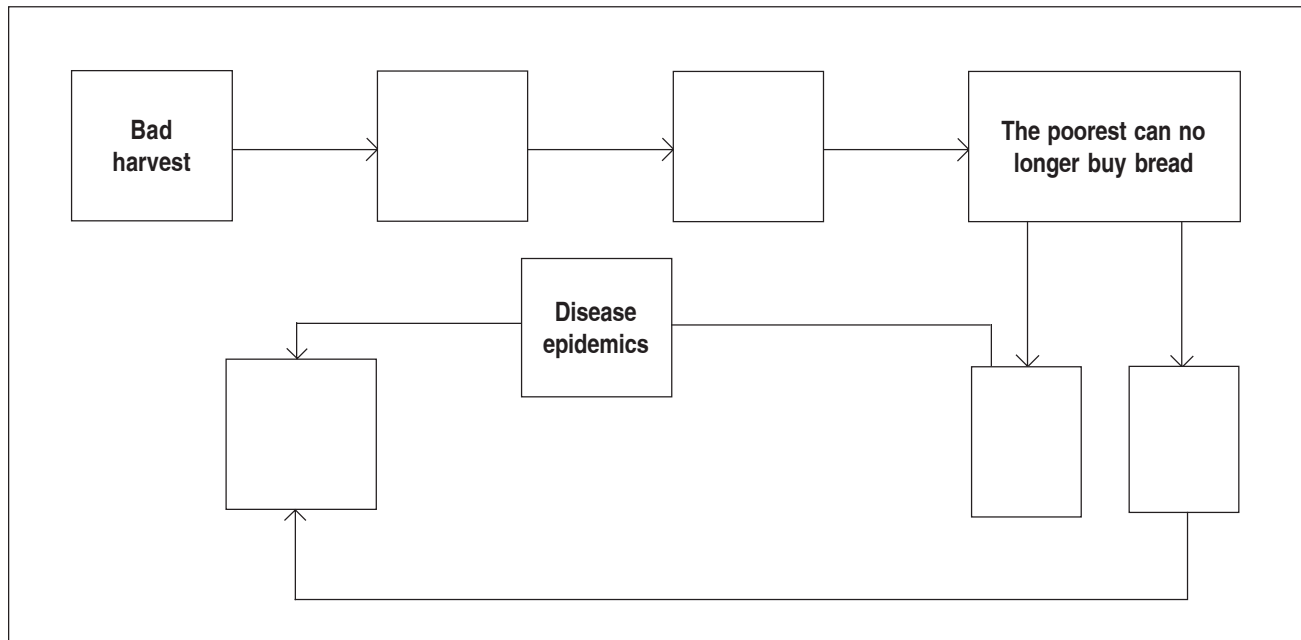 Bad
harvest
The poorest can no
longer buy bread
Disease
epidemics